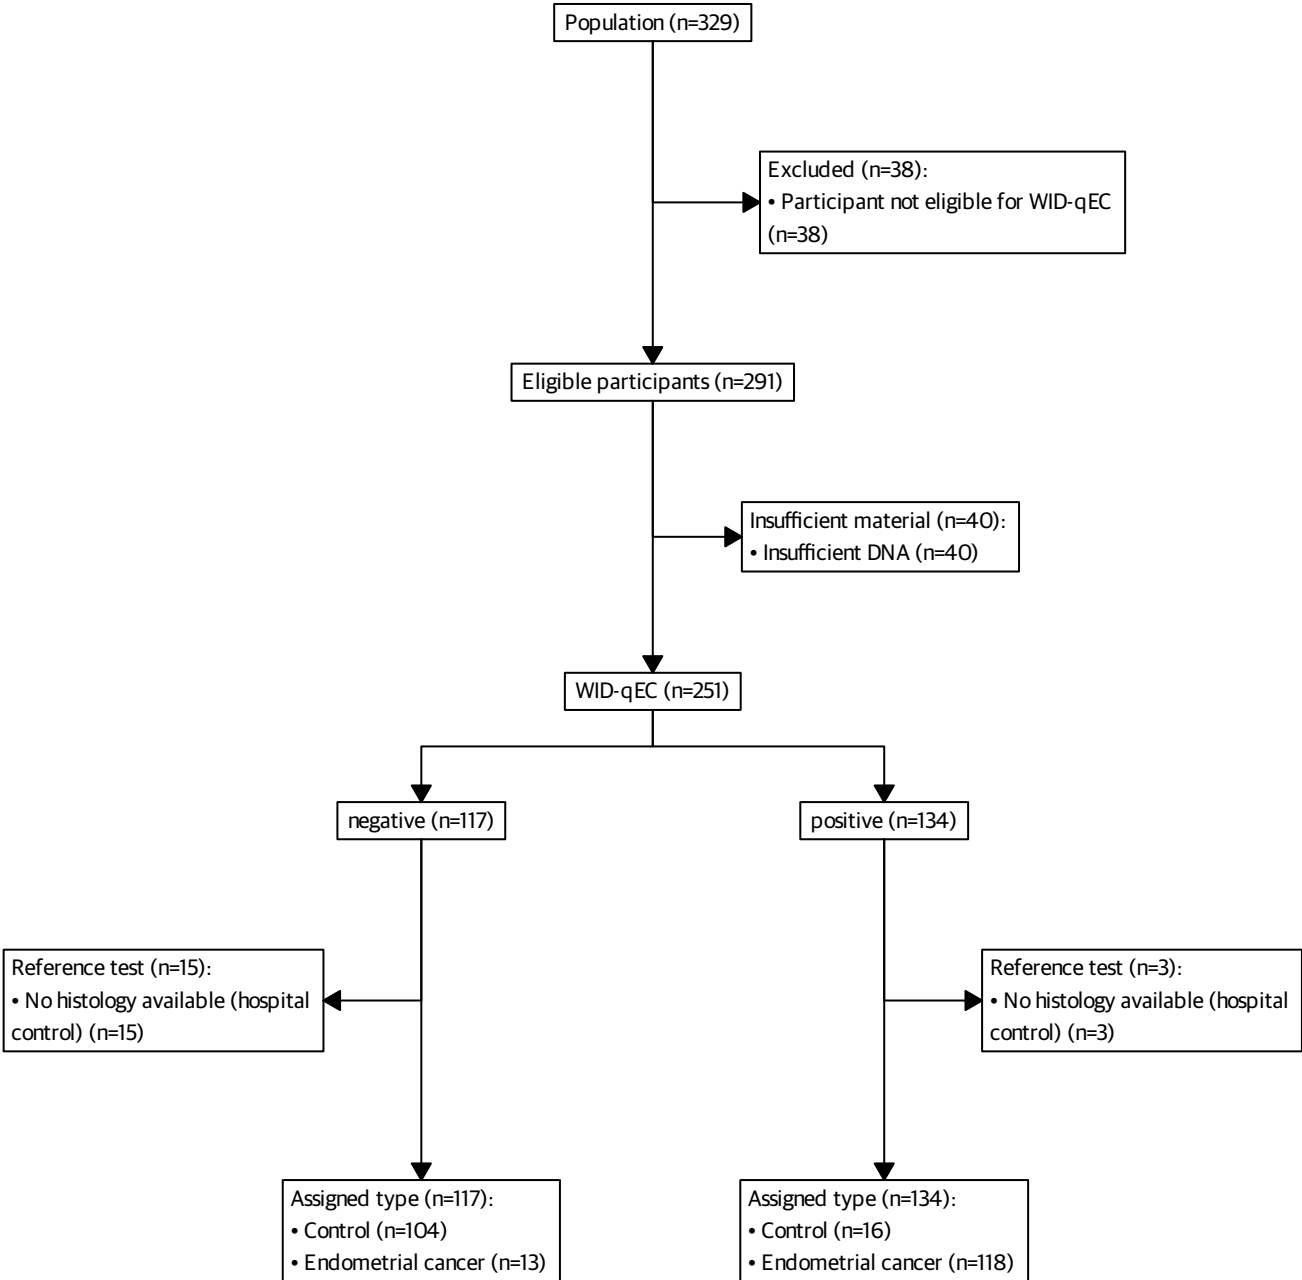 Population (n=329)
Excluded (n=38):
• Participant not eligible for WID-qEC
(n=38)
Eligible participants (n=291)
Insufficient material (n=40):
• Insufficient DNA (n=40)
WID-qEC (n=251)
negative (n=117)
positive (n=134)
Reference test (n=15):
• No histology available (hospital
control) (n=15)
Reference test (n=3):
• No histology available (hospital
control) (n=3)
Assigned type (n=117):
• Control (n=104)
• Endometrial cancer (n=13)
Assigned type (n=134):
• Control (n=16)
• Endometrial cancer (n=118)